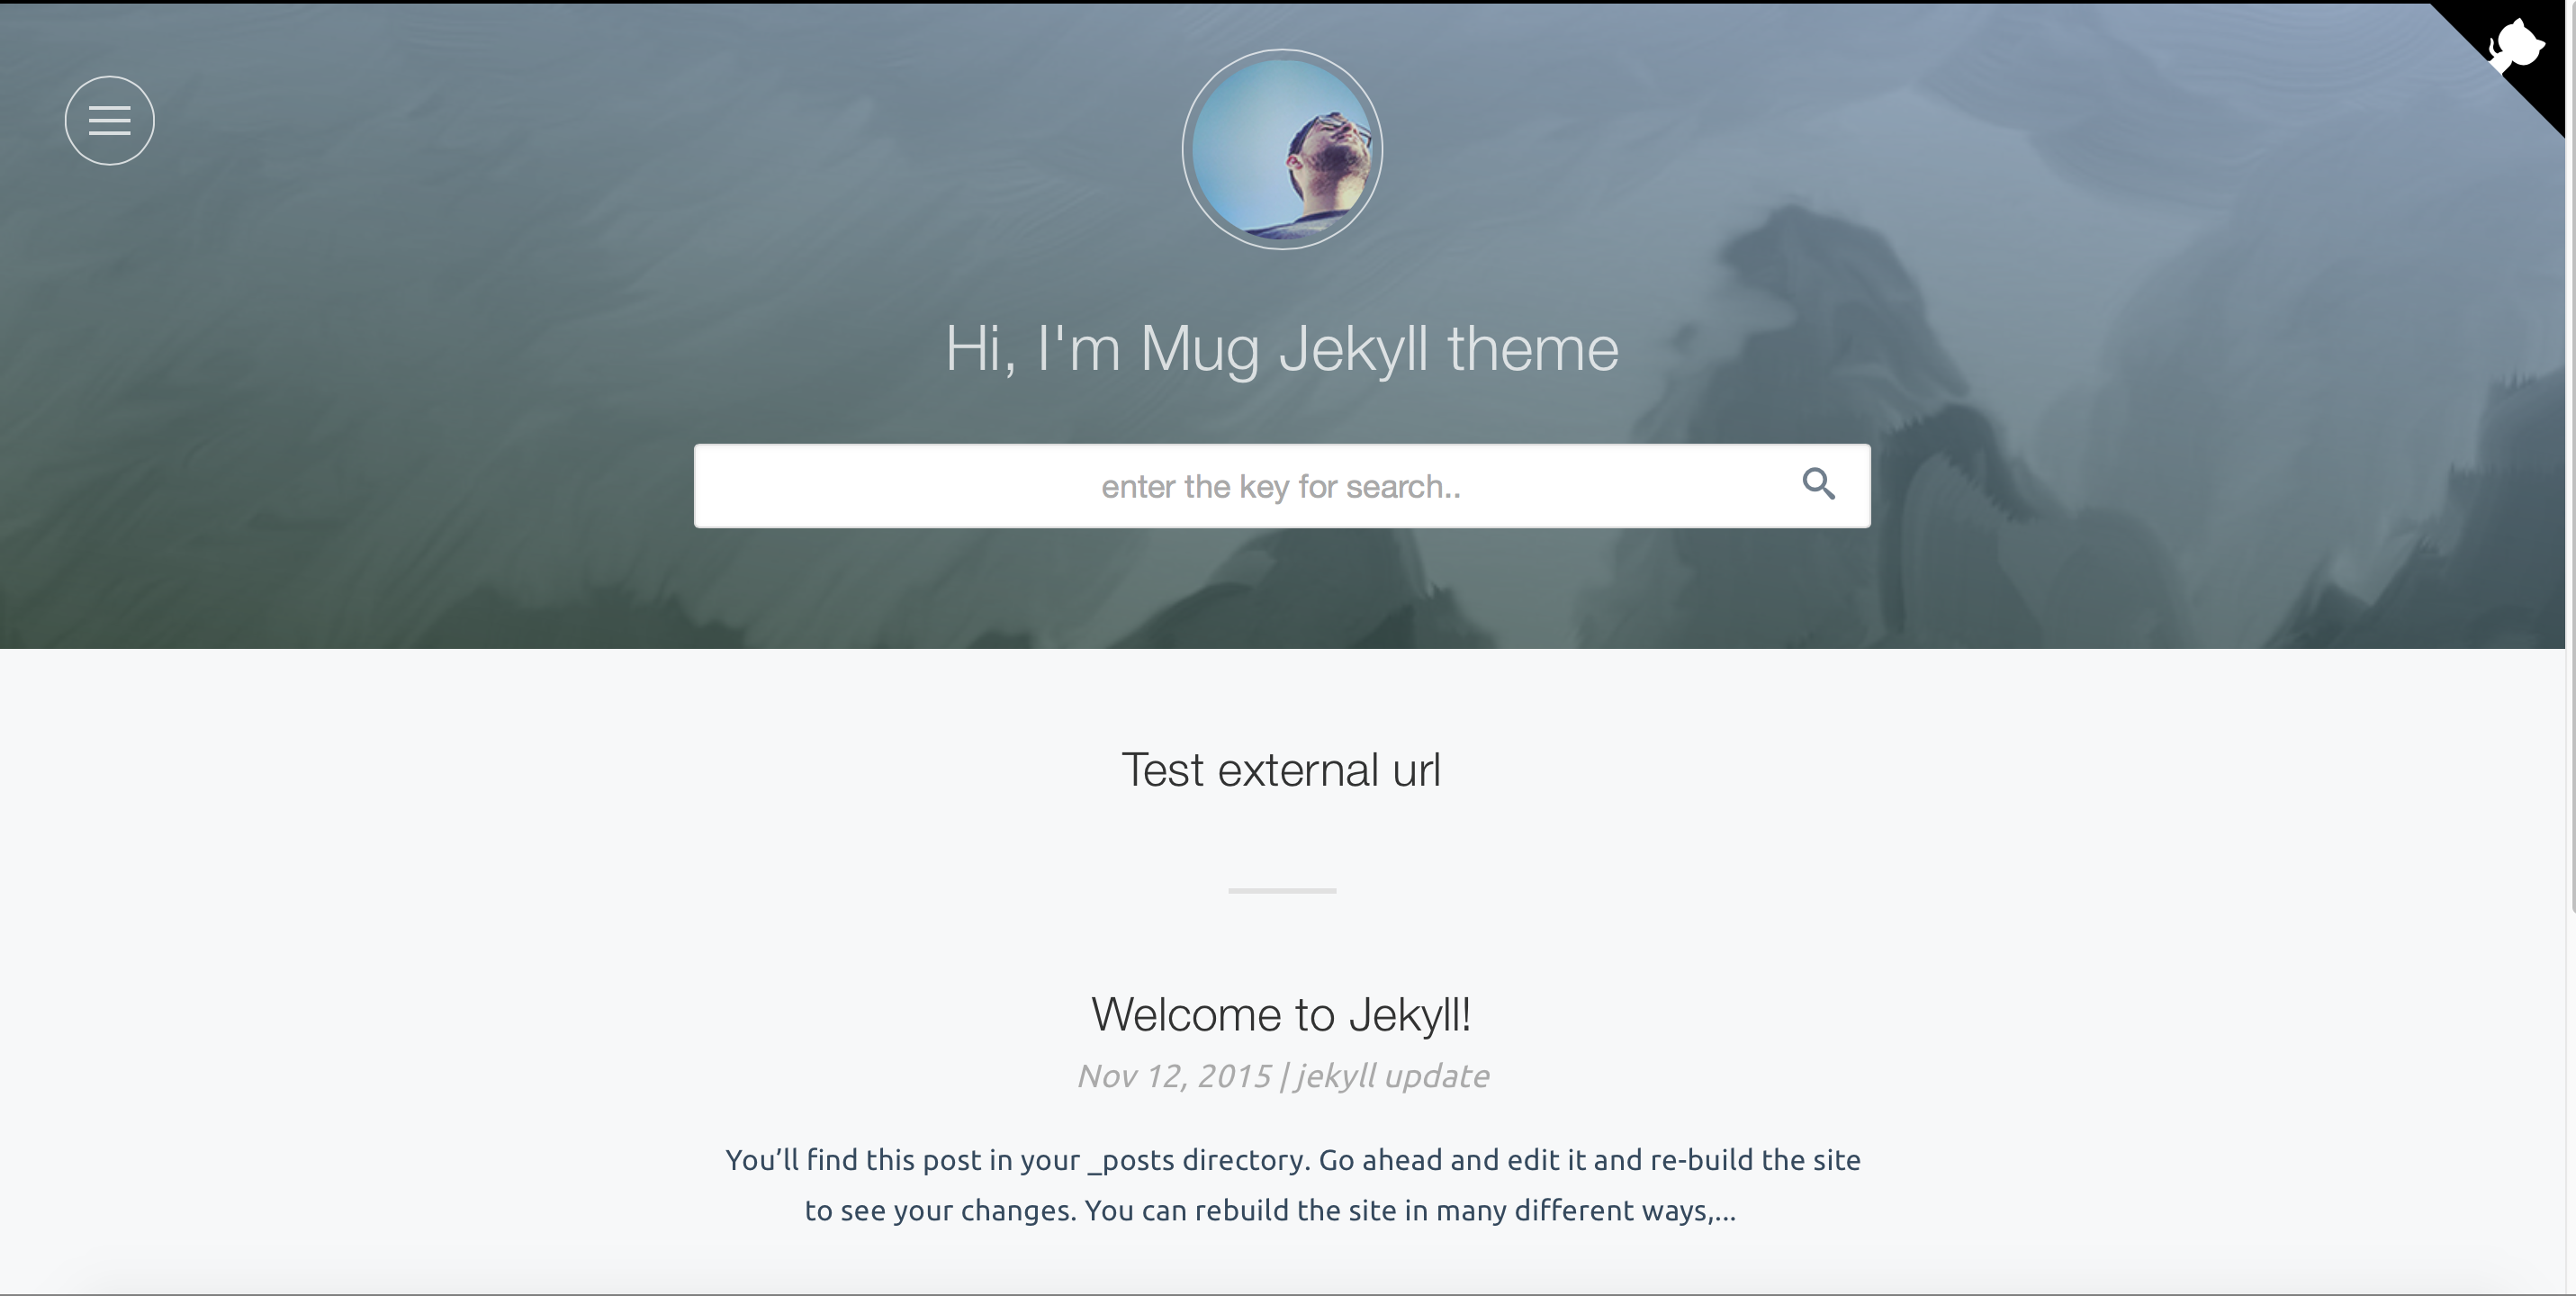 Hi, I'm Mug Jekyll theme
enter the key for search..
Test external url
Welcome to Jekyll!
Nov 12, 2015 | jekyll update
You’ll find this post in your _posts directory. Go ahead and edit it and re-build the site
to see your changes. You can rebuild the site in many different ways,...